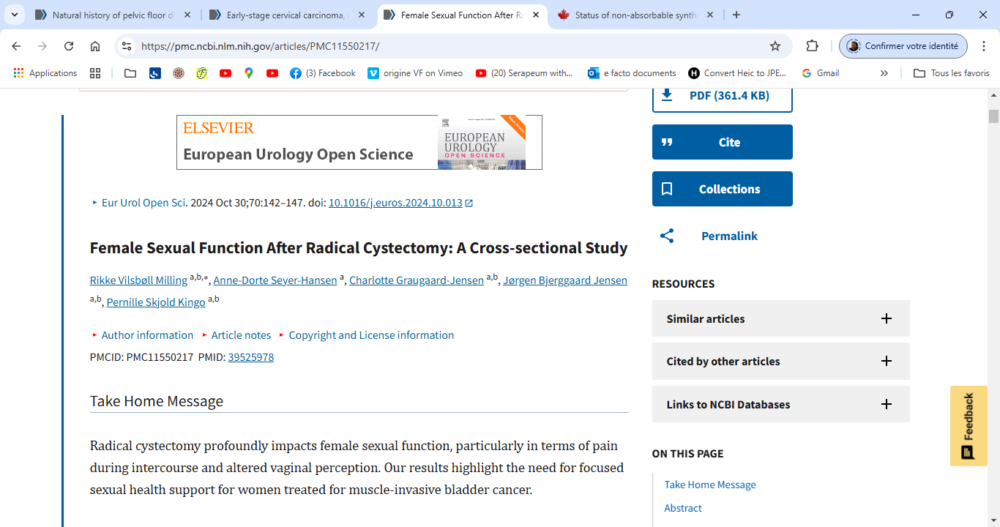 Natural history of pelvic floor d
Early-stage cervical carcinoma,
Female Sexual Function After Ra
Status of non-absorbable synth
https://pmc.ncbi.nlm.nih.gov/articles/PMC11550217/
Confirmer votre identité
Applications
(3) Facebook
origine VF on Vimeo
(20) Serapeum with...
e facto documents
Convert Heic to JPE...
Gmail
»
Tous les favoris
PDF (361.4 KB)
ELSEVIER
European Urology Open Science
EUROPEAN
UROLOGY
OPEN SCIENCE
Open Access
Cite
Collections
Permalink
Eur Urol Open Sci. 2024 Oct 30;70:142–147. doi: 10.1016/j.euros.2024.10.013
Female Sexual Function After Radical Cystectomy: A Cross-sectional Study
Rikke Vilsbøll Milling a,b,⁎, Anne-Dorte Seyer-Hansen a, Charlotte Graugaard-Jensen a,b, Jørgen Bjerggaard Jensen
a,b, Pernille Skjold Kingo a,b
Author information
Article notes
Copyright and License information
PMCID: PMC11550217 PMID: 39525978
Take Home Message
Radical cystectomy profoundly impacts female sexual function, particularly in terms of pain
during intercourse and altered vaginal perception. Our results highlight the need for focused
sexual health support for women treated for muscle-invasive bladder cancer.
RESOURCES
Similar articles
Cited by other articles
Links to NCBI Databases
ON THIS PAGE
Take Home Message
Abstract
Feedback